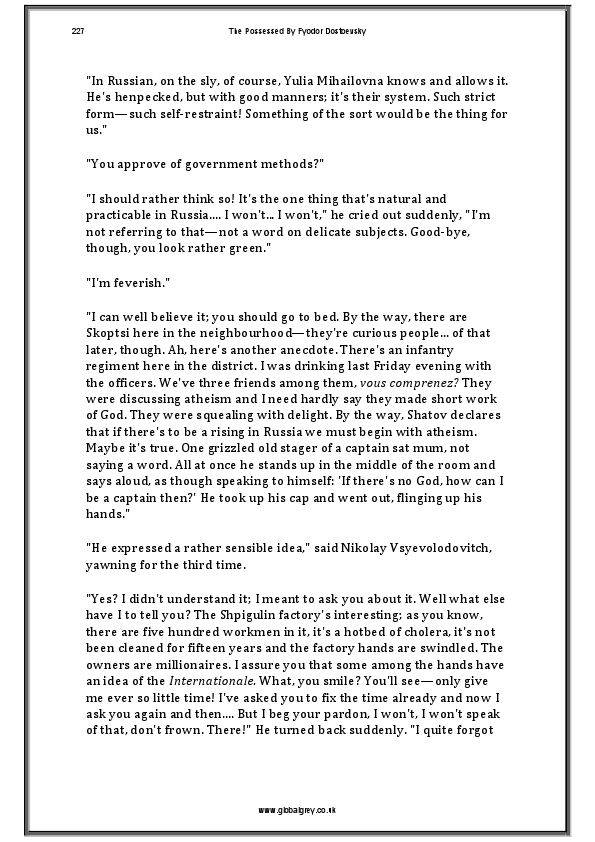 227
The Possessed By Fyodor Dostoevsky
"In Russian, on the sly, of course, Yulia Mihailovna knows and allows it.
He's henpecked, but with good manners; it's their system. Such strict
form—such self-restraint! Something of the sort would be the thing for
us."
"You approve of government methods?"
"I should rather think so! It's the one thing that's natural and
practicable in Russia.... I won't... I won't," he cried out suddenly, "I'm
not referring to that—not a word on delicate subjects. Good-bye,
though, you look rather green."
"I'm feverish."
"I can well believe it; you should go to bed. By the way, there are
Skoptsi here in the neighbourhood—they're curious people... of that
later, though. Ah, here's another anecdote. There's an infantry
regiment here in the district. I was drinking last Friday evening with
the officers. We've three friends among them, vous comprenez? They
were discussing atheism and I need hardly say they made short work
of God. They were squealing with delight. By the way, Shatov declares
that if there's to be a rising in Russia we must begin with atheism.
Maybe it's true. One grizzled old stager of a captain sat mum, not
saying a word. All at once he stands up in the middle of the room and
says aloud, as though speaking to himself: 'If there's no God, how can I
be a captain then?' He took up his cap and went out, flinging up his
hands."
"He expressed a rather sensible idea," said Nikolay Vsyevolodovitch,
yawning for the third time.
"Yes? I didn't understand it; I meant to ask you about it. Well what else
have I to tell you? The Shpigulin factory's interesting; as you know,
there are five hundred workmen in it, it's a hotbed of cholera, it's not
been cleaned for fifteen years and the factory hands are swindled. The
owners are millionaires. I assure you that some among the hands have
an idea of the Internationale. What, you smile? You'll see—only give
me ever so little time! I've asked you to fix the time already and now I
ask you again and then.... But I beg your pardon, I won't, I won't speak
of that, don't frown. There!" He turned back suddenly. "I quite forgot
www.globalgrey.co.uk